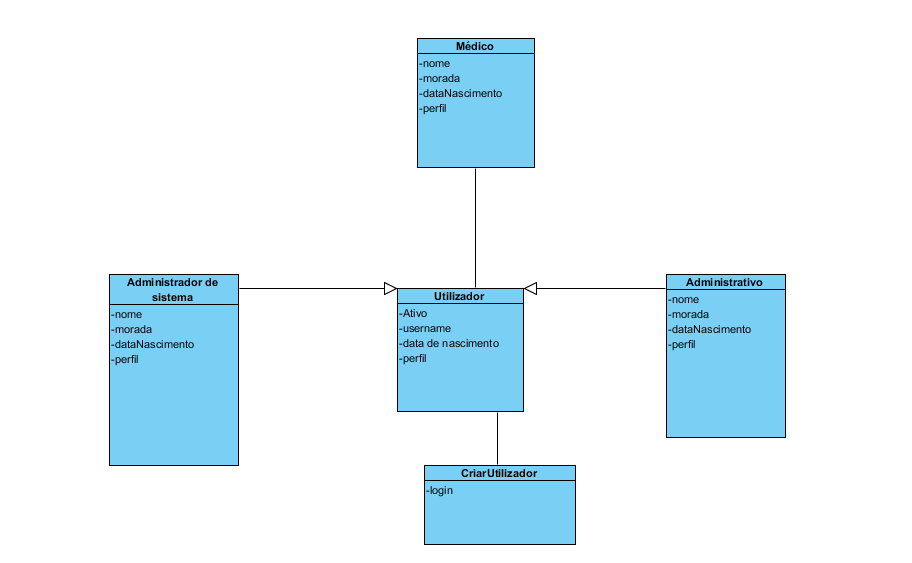 Médico
-nome
-morada
-dataNascimento
-perfil
Administrador de
sistema
-nome
-morada
-dataNascimento
-perfil
Utilizador
-Ativo
-username
-data de nascimento
-perfil
Administrativo
-nome
-morada
-dataNascimento
-perfil
CriarUtilizador
-login